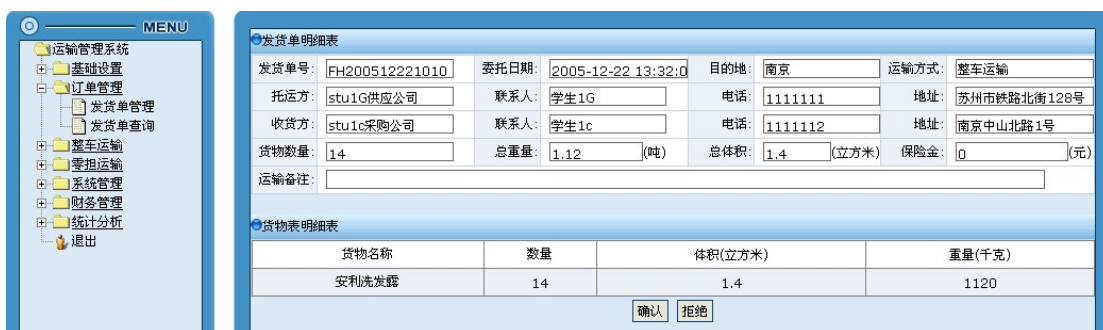 MENU
运输管理系统
基础设置
订单管理
发货单管理
发货单查询
整车运输
零担运输
系统管理
财务管理
统计分析
退出
发货单明细表
发货单号: FH200512221010 委托日期: 2005-12-22 13:32:0 目的地: 南京 运输方式: 整车运输
托运方: stu1G供应公司 联系人: 学生1G 电话: 1111111 地址: 苏州市铁路北街128号
收货方: stu1c采购公司 联系人: 学生1c 电话: 1111112 地址: 南京中山北路1号
货物数量: 14 总重量: 1.12 (吨) 总体积: 1.4 (立方米) 保险金: 0 (元)
运输备注:
货物表明细表
货物名称 数量 体积(立方米) 重量(千克)
安利洗发露 14 1.4 1120
确认 拒绝